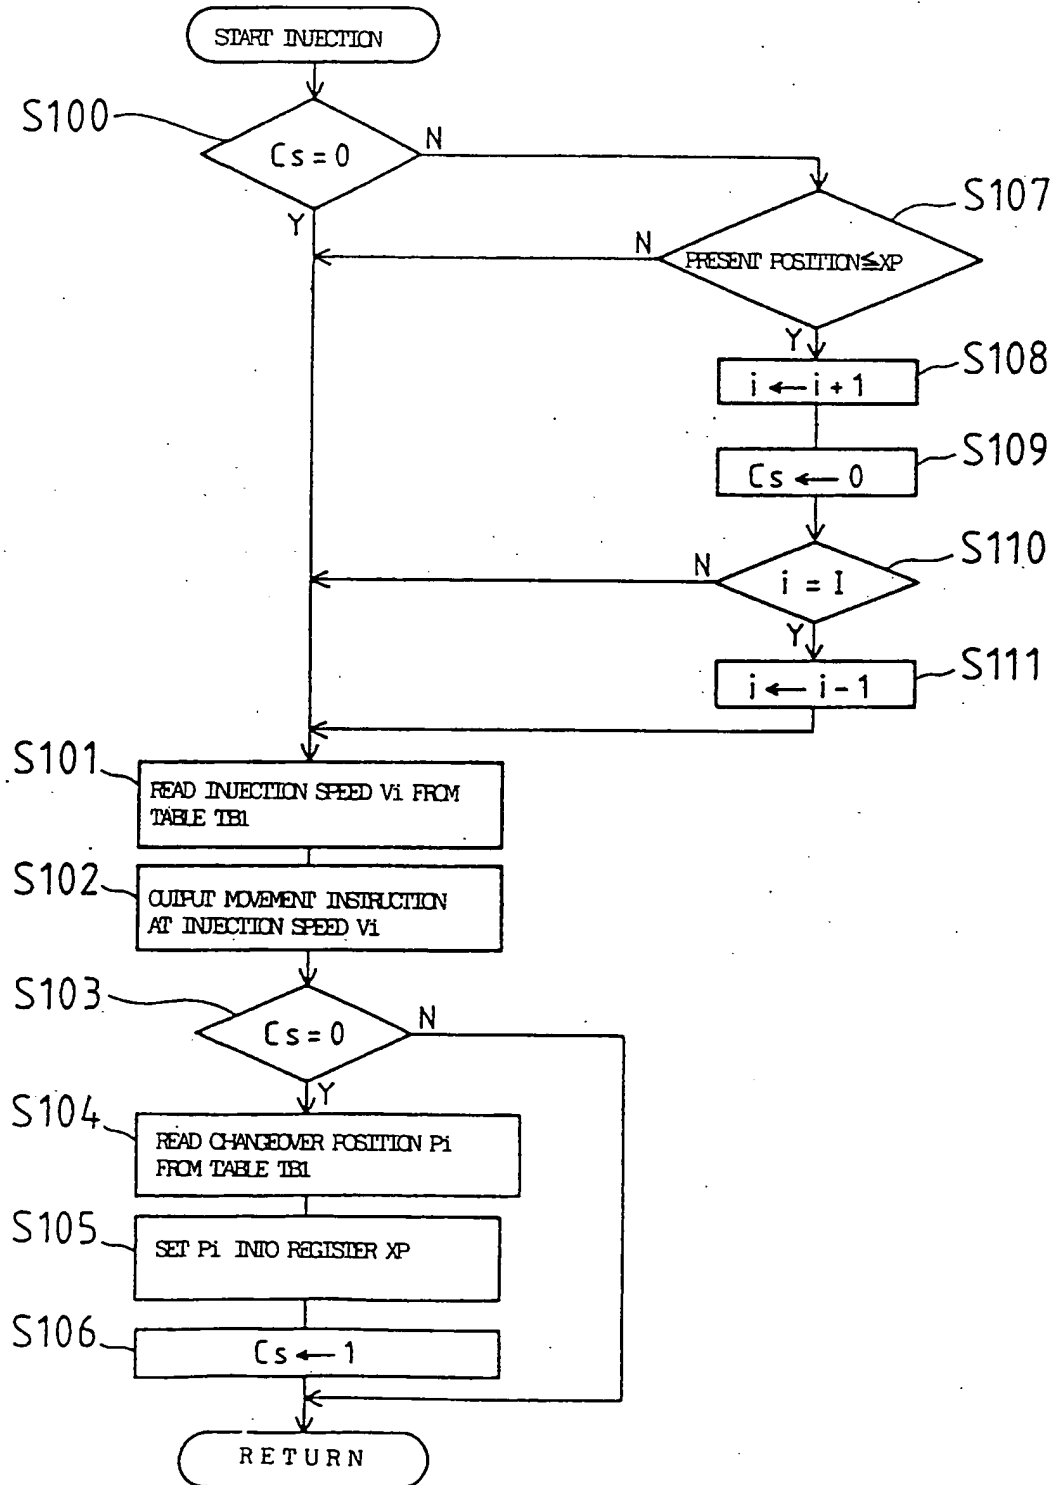 START INJECTION
S100
Cs=0
N
Y
S107
N
PRESENT POSITION≦XP
Y
S108
i ← i + 1
S109
Cs ← 0
S110
N
i = I
Y
S111
i ← i - 1
S101
READ INJECTION SPEED Vi FROM
TABLE TB1
S102
OUTPUT MOVEMENT INSTRUCTION
AT INJECTION SPEED Vi
S103
Cs=0
N
Y
S104
READ CHANGEOVER POSITION Pi
FROM TABLE TB1
S105
SET Pi INTO REGISTER XP
S106
Cs ← 1
RETURN